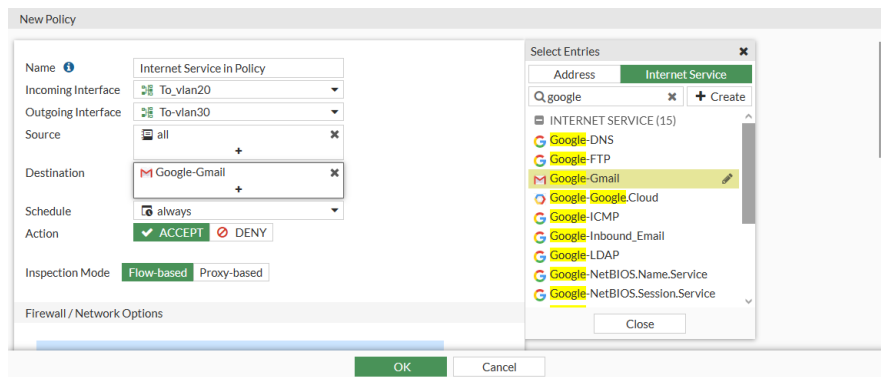 New Policy
Name
Internet Service in Policy
Incoming Interface
To_vlan20
Outgoing Interface
To-vlan30
Source
all
+
Destination
Google-Gmail
+
Schedule
always
Action
ACCEPT
DENY
Inspection Mode
Flow-based
Proxy-based
Firewall / Network Options
Select Entries
Address
Internet Service
google
+ Create
INTERNET SERVICE (15)
Google-DNS
Google-FTP
Google-Gmail
Google-Google.Cloud
Google-ICMP
Google-Inbound_Email
Google-LDAP
Google-NetBIOS.Name.Service
Google-NetBIOS.Session.Service
Close
OK
Cancel